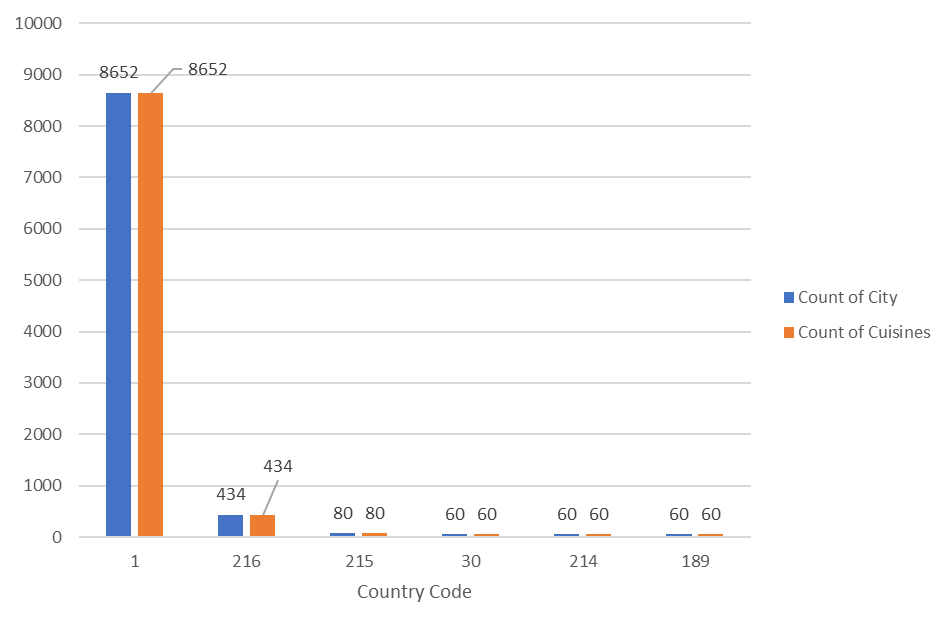 10000
9000
8000
7000
6000
5000
4000
3000
2000
1000
0
8652 8652
434 434
80 80 60 60 60 60 60 60
1 216 215 30 214 189
Country Code
Count of City
Count of Cuisines